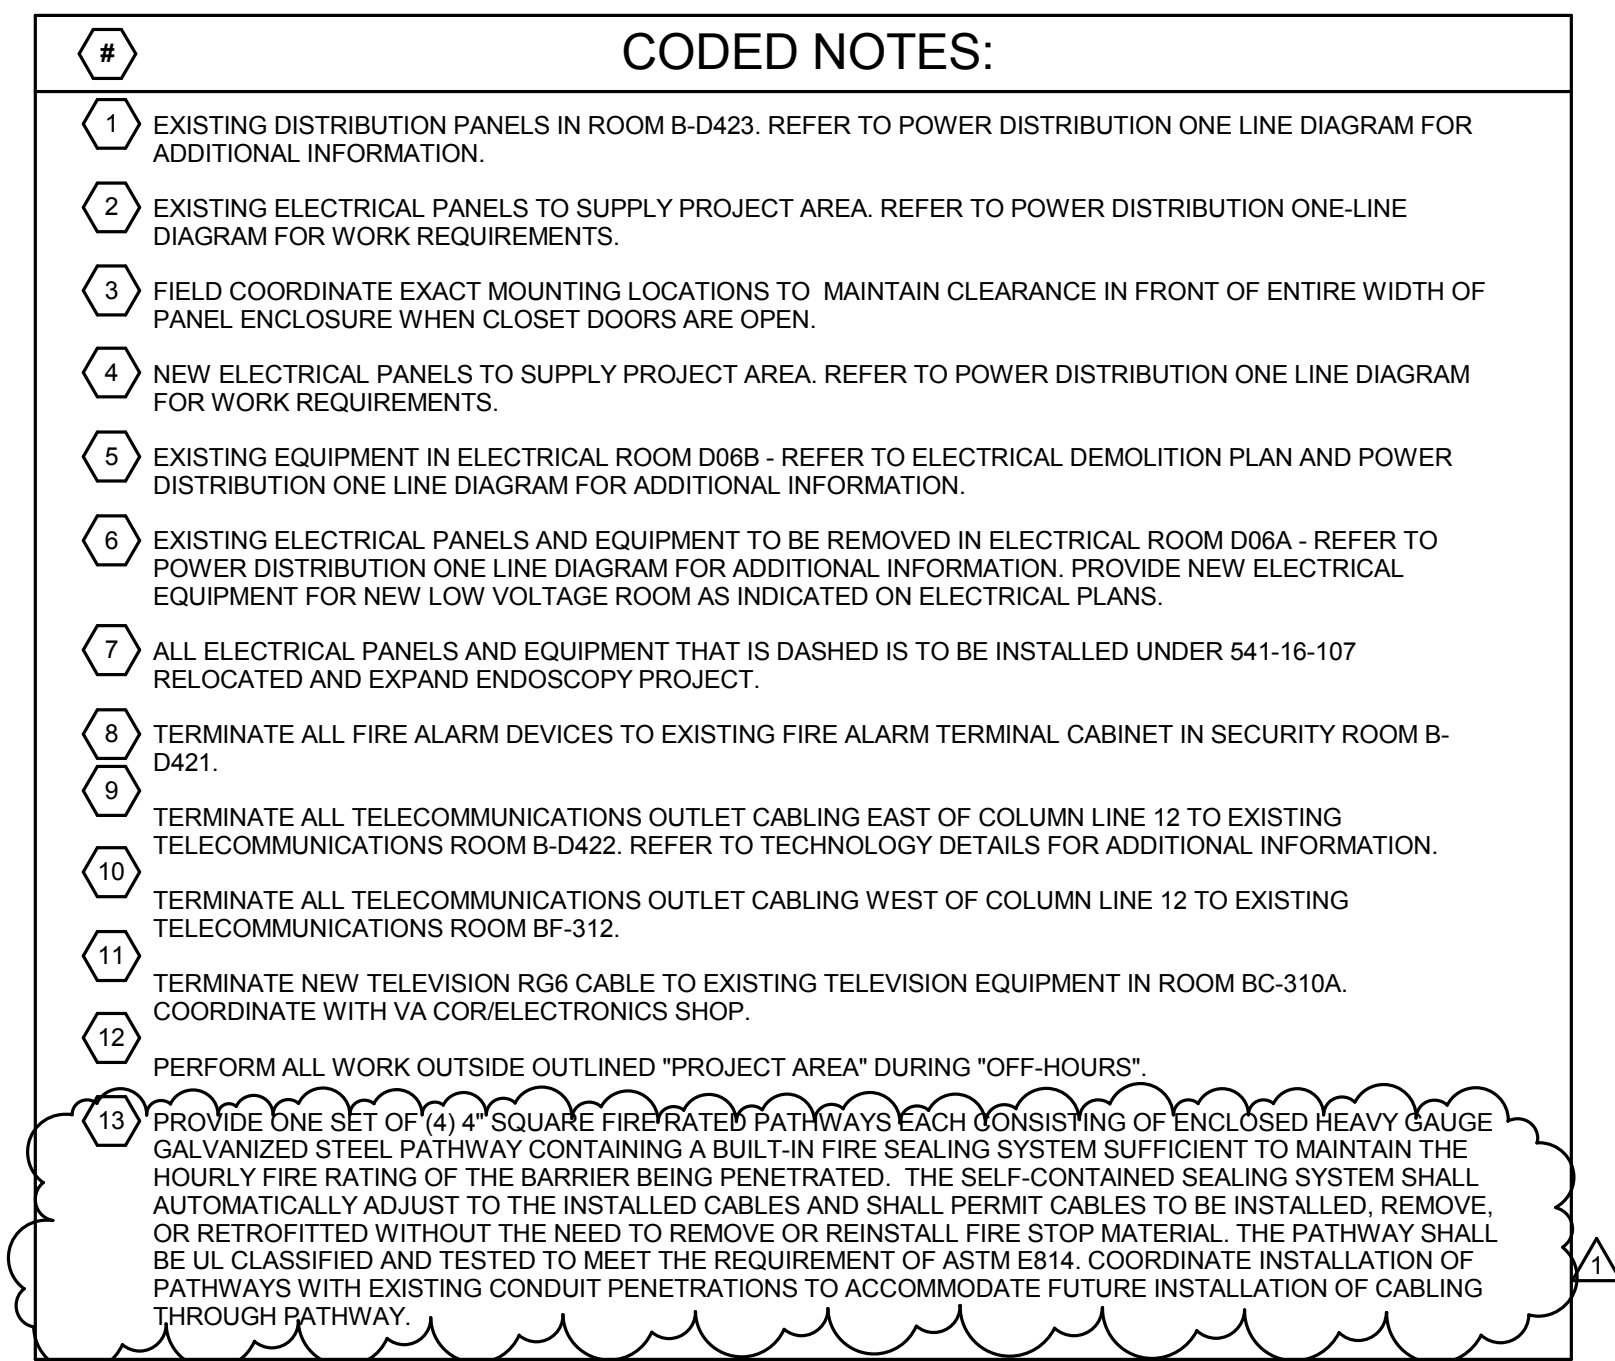 # CODED NOTES:
1 EXISTING DISTRIBUTION PANELS IN ROOM B-D423. REFER TO POWER DISTRIBUTION ONE LINE DIAGRAM FOR
ADDITIONAL INFORMATION.
2 EXISTING ELECTRICAL PANELS TO SUPPLY PROJECT AREA. REFER TO POWER DISTRIBUTION ONE-LINE
DIAGRAM FOR WORK REQUIREMENTS.
3 FIELD COORDINATE EXACT MOUNTING LOCATIONS TO MAINTAIN CLEARANCE IN FRONT OF ENTIRE WIDTH OF
PANEL ENCLOSURE WHEN CLOSET DOORS ARE OPEN.
4 NEW ELECTRICAL PANELS TO SUPPLY PROJECT AREA. REFER TO POWER DISTRIBUTION ONE LINE DIAGRAM
FOR WORK REQUIREMENTS.
5 EXISTING EQUIPMENT IN ELECTRICAL ROOM D06B - REFER TO ELECTRICAL DEMOLITION PLAN AND POWER
DISTRIBUTION ONE LINE DIAGRAM FOR ADDITIONAL INFORMATION.
6 EXISTING ELECTRICAL PANELS AND EQUIPMENT TO BE REMOVED IN ELECTRICAL ROOM D06A - REFER TO
POWER DISTRIBUTION ONE LINE DIAGRAM FOR ADDITIONAL INFORMATION. PROVIDE NEW ELECTRICAL
EQUIPMENT FOR NEW LOW VOLTAGE ROOM AS INDICATED ON ELECTRICAL PLANS.
7 ALL ELECTRICAL PANELS AND EQUIPMENT THAT IS DASHED IS TO BE INSTALLED UNDER 541-16-107
RELOCATED AND EXPAND ENDOSCOPY PROJECT.
8 TERMINATE ALL FIRE ALARM DEVICES TO EXISTING FIRE ALARM TERMINAL CABINET IN SECURITY ROOM B-
D421.
9
TERMINATE ALL TELECOMMUNICATIONS OUTLET CABLING EAST OF COLUMN LINE 12 TO EXISTING
TELECOMMUNICATIONS ROOM B-D422. REFER TO TECHNOLOGY DETAILS FOR ADDITIONAL INFORMATION.
10
TERMINATE ALL TELECOMMUNICATIONS OUTLET CABLING WEST OF COLUMN LINE 12 TO EXISTING
TELECOMMUNICATIONS ROOM BF-312.
11
TERMINATE NEW TELEVISION RG6 CABLE TO EXISTING TELEVISION EQUIPMENT IN ROOM BC-310A.
COORDINATE WITH VA COR/ELECTRONICS SHOP.
12
PERFORM ALL WORK OUTSIDE OUTLINED "PROJECT AREA" DURING "OFF-HOURS".
13 PROVIDE ONE SET OF (4) 4" SQUARE FIRE RATED PATHWAYS EACH CONSISTING OF ENCLOSED HEAVY GAUGE
GALVANIZED STEEL PATHWAY CONTAINING A BUILT-IN FIRE SEALING SYSTEM SUFFICIENT TO MAINTAIN THE
HOURLY FIRE RATING OF THE BARRIER BEING PENETRATED. THE SELF-CONTAINED SEALING SYSTEM SHALL
AUTOMATICALLY ADJUST TO THE INSTALLED CABLES AND SHALL PERMIT CABLES TO BE INSTALLED, REMOVE,
OR RETROFITTED WITHOUT THE NEED TO REMOVE OR REINSTALL FIRE STOP MATERIAL. THE PATHWAY SHALL
BE UL CLASSIFIED AND TESTED TO MEET THE REQUIREMENT OF ASTM E814. COORDINATE INSTALLATION OF
PATHWAYS WITH EXISTING CONDUIT PENETRATIONS TO ACCOMMODATE FUTURE INSTALLATION OF CABLING
THROUGH PATHWAY.
1